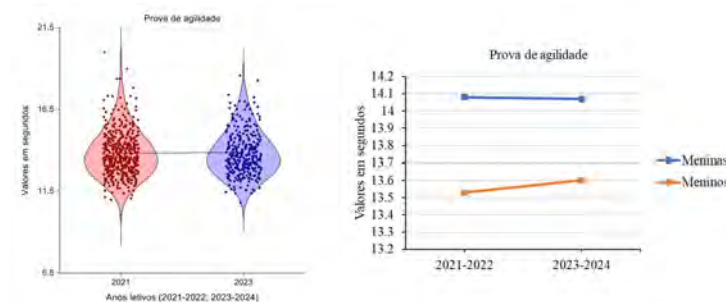 Prova de agilidade
Valores em segundos
21.5
16.5
11.5
6.5
2021
2023
Anos letivos (2021-2022; 2023-2024)
Prova de agilidade
Valores em segundos
14.2
14.1
14
13.9
13.8
13.7
13.6
13.5
13.4
13.3
13.2
2021-2022
2023-2024
Meninas
Meninos